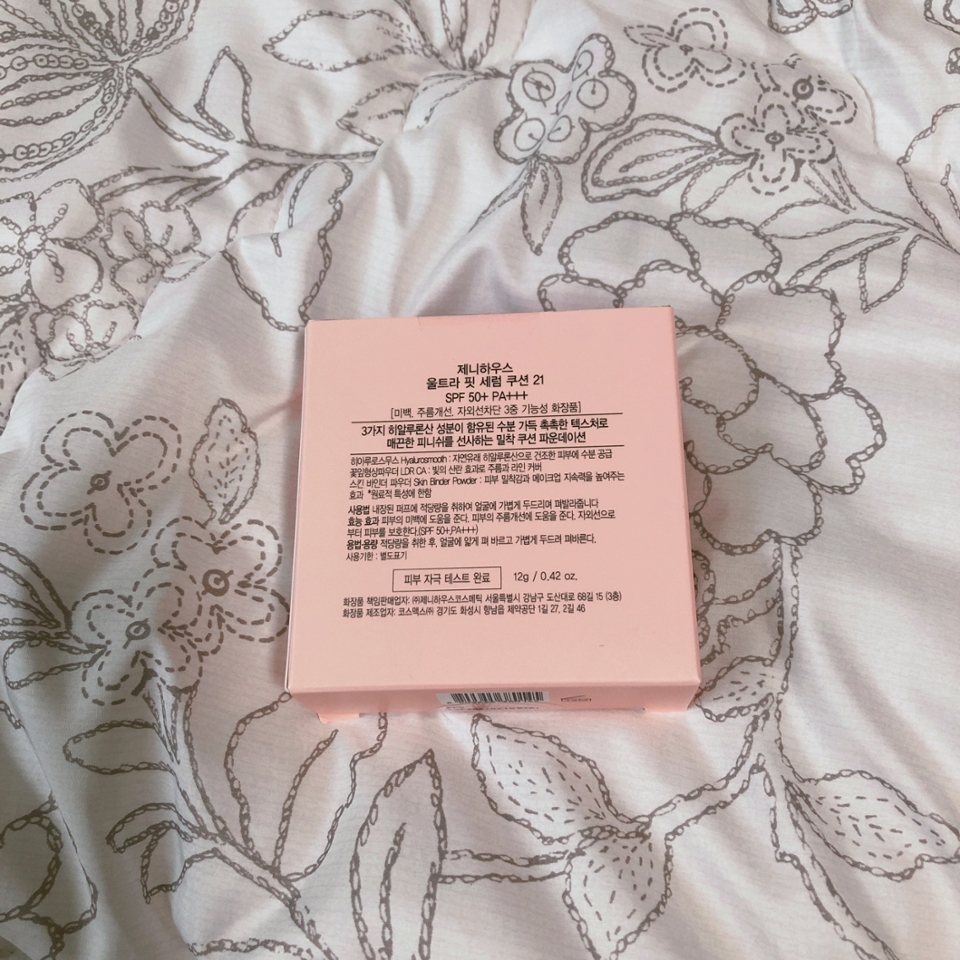 제니하우스
울트라 핏 세럼 쿠션 21
SPF 50+ PA+++
[미백, 주름개선, 자외선차단 3중 기능성 화장품]
3가지 히알루론산 성분이 함유된 수분 가득 촉촉한 텍스처로
매끈한 피니쉬를 선사하는 밀착 쿠션 파운데이션
히아루로스무스 Hyalurosmooth : 자연유래 히알루론산으로 건조한 피부에 수분 공급
꽃잎형상파우더 LDR CA : 빛의 산란 효과로 주름과 라인 커버
스킨 바인더 파우더 Skin Binder Powder : 피부 밀착감과 메이크업 지속력을 높여주는
효과 *원료적 특성에 한함
사용법 내장된 퍼프에 적당량을 취하여 얼굴에 가볍게 두드리며 펴발라줍니다
효능 효과 피부의 미백에 도움을 준다. 피부의 주름개선에 도움을 준다. 자외선으로
부터 피부를 보호한다.(SPF 50+,PA+++)
용법·용량 적당량을 취한 후, 얼굴에 얇게 펴 바르고 가볍게 두드려 펴바른다.
사용기한 : 별도표기
피부 자극 테스트 완료 12g / 0.42 oz.
화장품 책임판매업자: ㈜제니하우스코스메틱 서울특별시 강남구 도산대로 68길 15 (3층)
화장품 제조업자: 코스맥스㈜ 경기도 화성시 향남읍 제약공단 1길 27, 2길 46